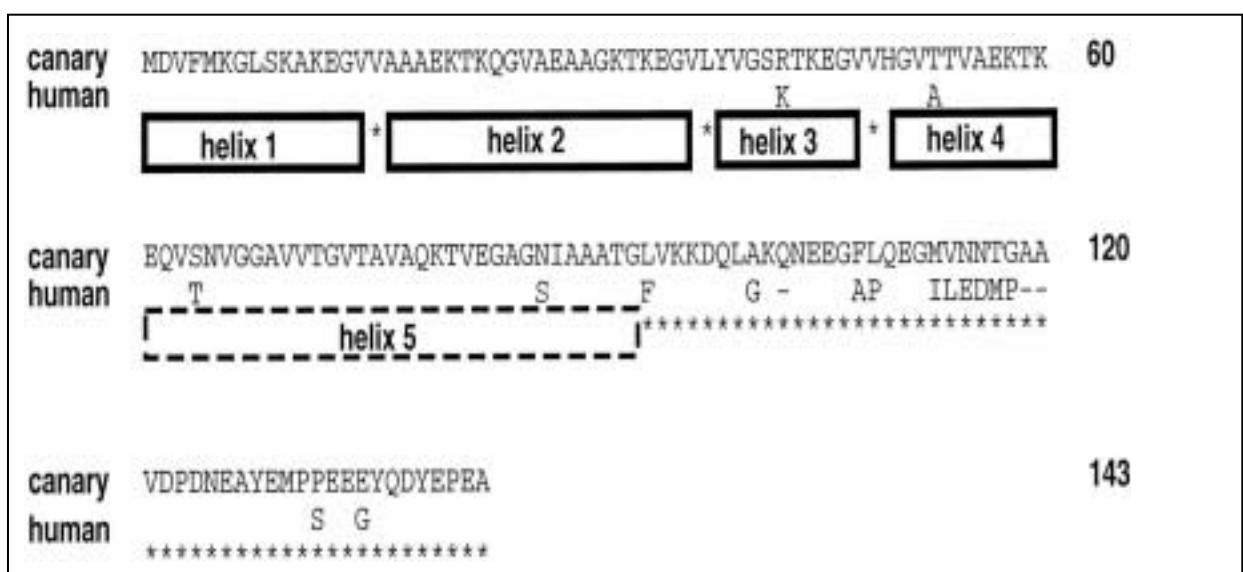 canary MDVFMKGLSKAKEGVVAAAEKTKQGVAEAAGKTKEGVLYVGSRTKEGVVHGVTTVAEKTK 60
human K A
helix 1 * helix 2 * helix 3 * helix 4
canary EQVSNVGGAVVTGVTAVAQKTVEGAGNIAAATGLVKKDQLAKQNEEGFLQEGMVNNTGAA 120
human T S F G - AP ILEDMP--
helix 5 ***************************
canary VDPDNEAYEMPPEEEYQDYEPEA 143
human S G
***********************